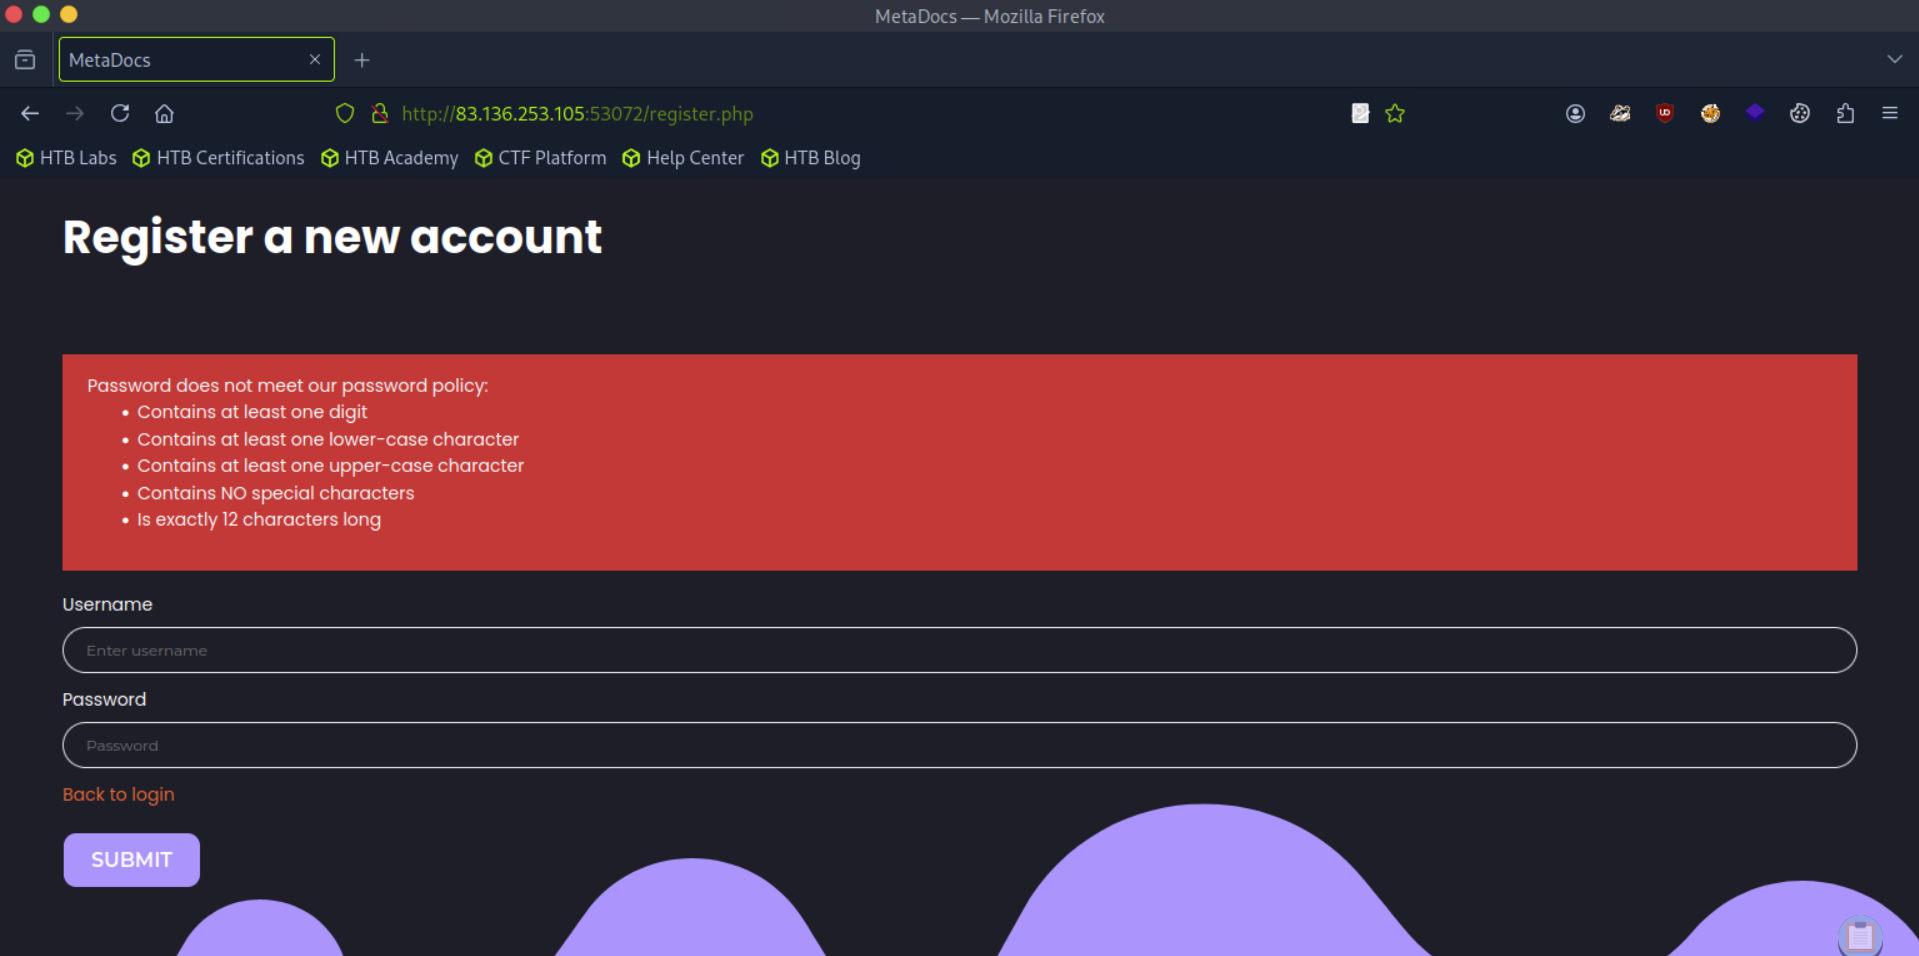 MetaDocs — Mozilla Firefox
MetaDocs
http://83.136.253.105:53072/register.php
HTB Labs HTB Certifications HTB Academy CTF Platform Help Center HTB Blog
Register a new account
Password does not meet our password policy:
• Contains at least one digit
• Contains at least one lower-case character
• Contains at least one upper-case character
• Contains NO special characters
• Is exactly 12 characters long
Username
Enter username
Password
Password
Back to login
SUBMIT